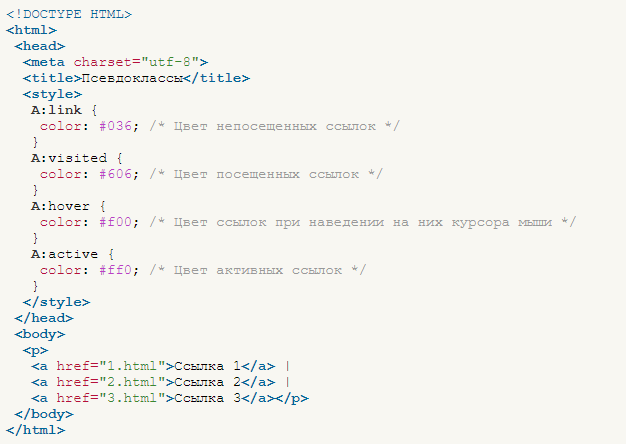 <!DOCTYPE HTML>
<html>
<head>
<meta charset="utf-8">
<title>Псевдоклассы</title>
<style>
A:link {
color: #036; /* Цвет непосещенных ссылок */
}
A:visited {
color: #606; /* Цвет посещенных ссылок */
}
A:hover {
color: #f00; /* Цвет ссылок при наведении на них курсора мыши */
}
A:active {
color: #ff0; /* Цвет активных ссылок */
}
</style>
</head>
<body>
<p>
<a href="1.html">Ссылка 1</a> |
<a href="2.html">Ссылка 2</a> |
<a href="3.html">Ссылка 3</a></p>
</body>
</html>